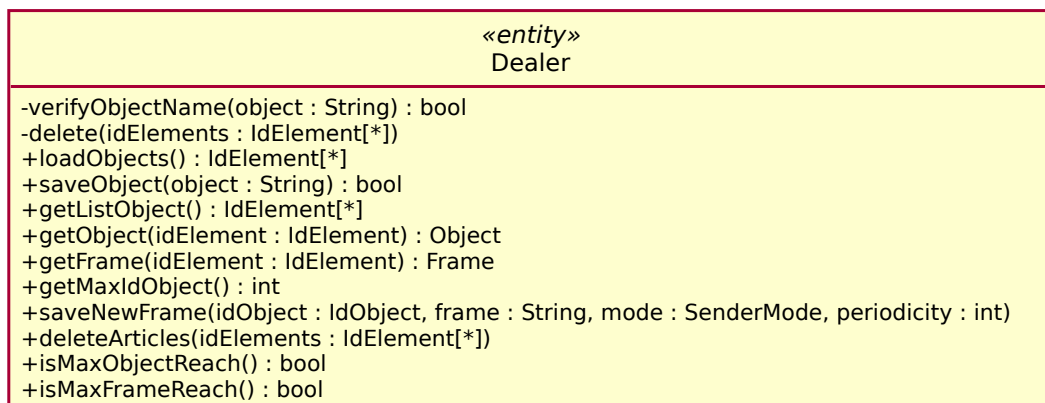 «entity»
Dealer
-verifyObjectName(object : String) : bool
-delete(idElements : IdElement[*])
+loadObjects() : IdElement[*]
+saveObject(object : String) : bool
+getListObject() : IdElement[*]
+getObject(idElement : IdElement) : Object
+getFrame(idElement : IdElement) : Frame
+getMaxIdObject() : int
+saveNewFrame(idObject : IdObject, frame : String, mode : SenderMode, periodicity : int)
+deleteArticles(idElements : IdElement[*])
+isMaxObjectReach() : bool
+isMaxFrameReach() : bool